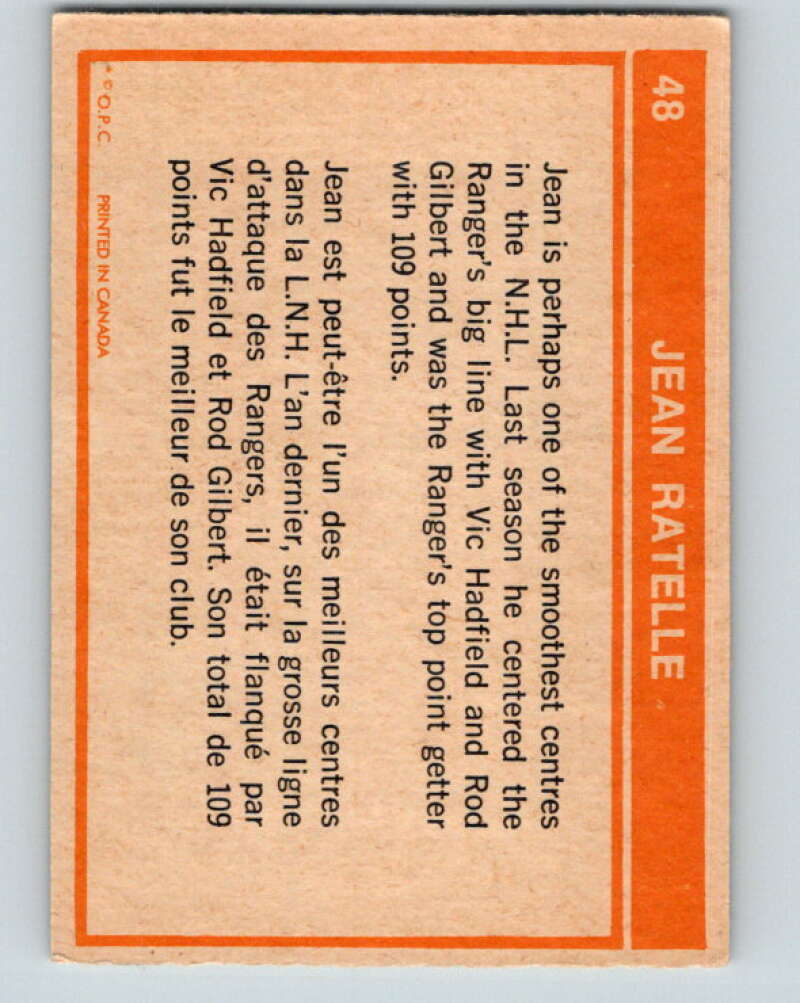 48 JEAN RATELLE
Jean is perhaps one of the smoothest centres
in the N.H.L. Last season he centered the
Ranger's big line with Vic Hadfield and Rod
Gilbert and was the Ranger's top point getter
with 109 points.
Jean est peut-être l'un des meilleurs centres
dans la L.N.H. L'an dernier, sur la grosse ligne
d'attaque des Rangers, il était flanqué par
Vic Hadfield et Rod Gilbert. Son total de 109
points fut le meilleur de son club.
* © O.P.C. PRINTED IN CANADA